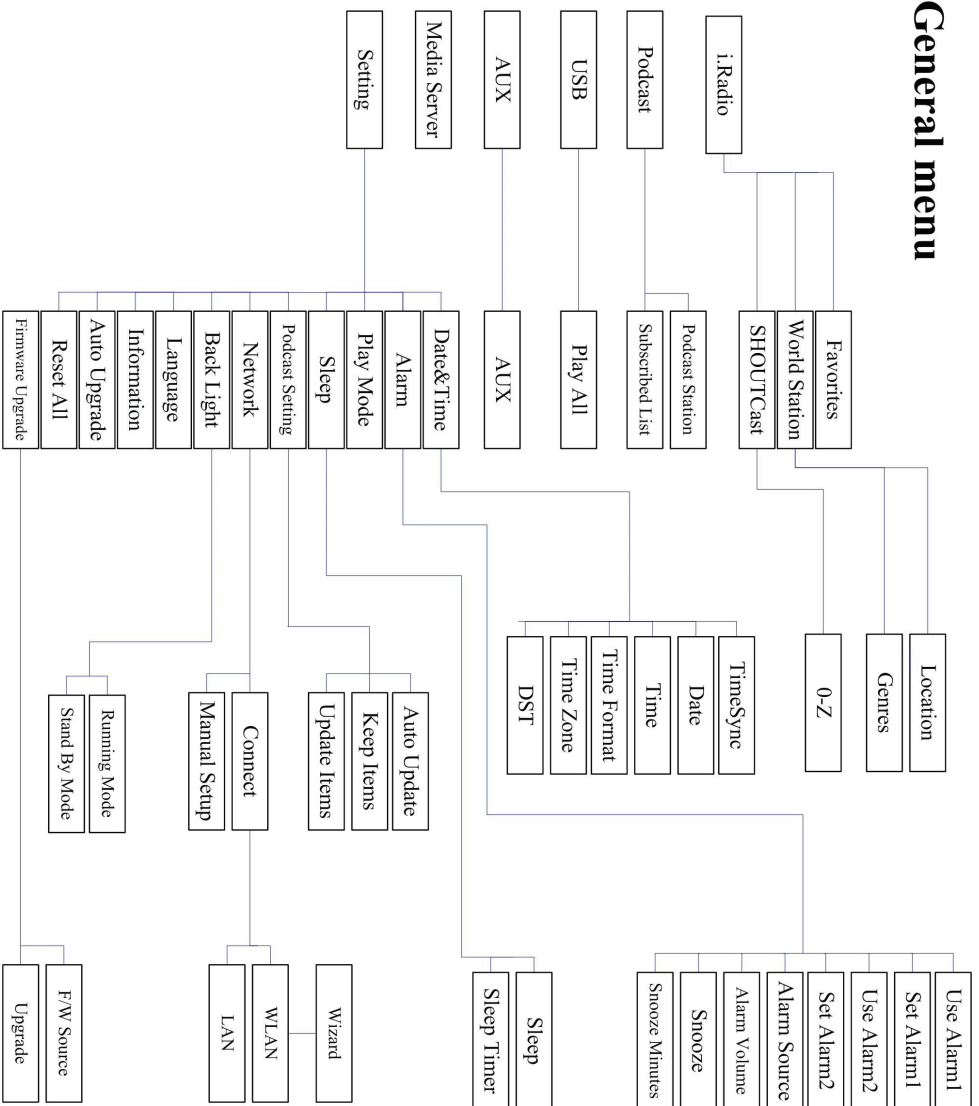 General menu
i.Radio
Favorites
World Station
SHOUTCast
Location
Genres
0-Z
Podcast
Podcast Station
Subscribed List
USB
Play All
AUX
AUX
Media Server
Setting
Date&Time
Alarm
Play Mode
Sleep
Podcast Setting
Network
Back Light
Language
Information
Auto Upgrade
Reset All
Firmware Upgrade
TimeSync
Date
Time
Time Format
Time Zone
DST
Auto Update
Keep Items
Update Items
Connect
Manual Setup
Running Mode
Stand By Mode
Use Alarm1
Set Alarm1
Use Alarm2
Set Alarm2
Alarm Source
Alarm Volume
Snooze
Snooze Minutes
Sleep
Sleep Timer
Wizard
WLAN
LAN
F/W Source
Upgrade